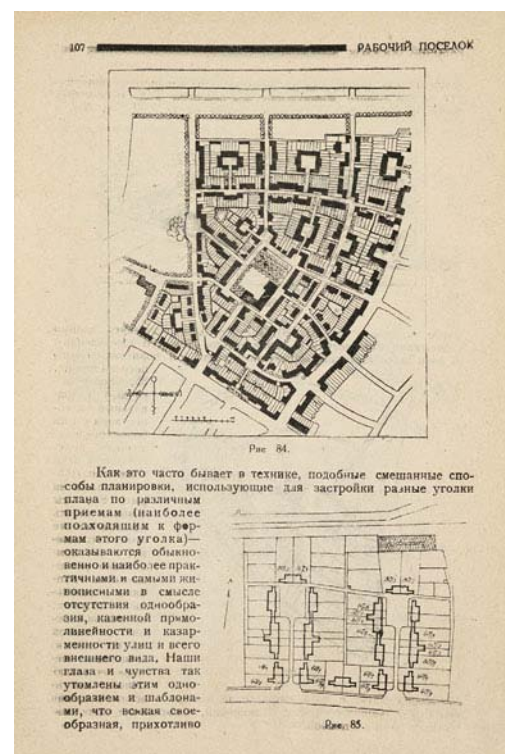 107 РАБОЧИЙ ПОСЕЛОК
Рис 84.
Как это часто бывает в технике, подобные смешанные спо-
собы планировки, использующие для застройки разные уголки
плана по различным
приемам (наиболее
подходящим к фор-
мам этого уголка)—
оказываются обыкно-
венно и наиболее прак-
тичными и самыми жи-
вописными в смысле
отсутствия однообра-
зия, казенной прямо-
линейности и казар-
менности улиц и всего
внешнего вида. Наши
глаза и чувства так
утомлены этим одно-
образием и шаблона-
ми, что всякая свое-
образная, прихотливо
Рис. 85.